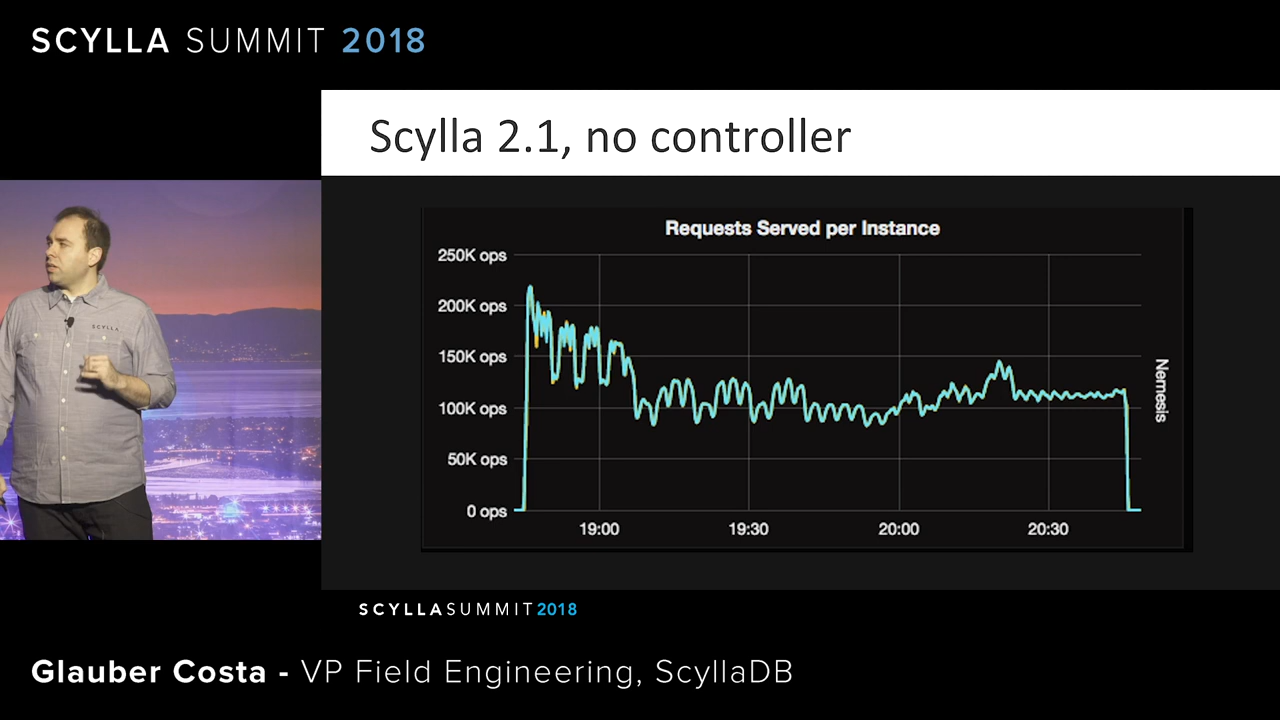 SCYLLA SUMMIT 2018
Scylla 2.1, no controller
SCYLLA
Requests Served per Instance
250K ops
200K ops
150K ops
100K ops
50K ops
0 ops
19:00 19:30 20:00 20:30
Nemesis
SCYLLASUMMIT2018
Glauber Costa - VP Field Engineering, ScyllaDB